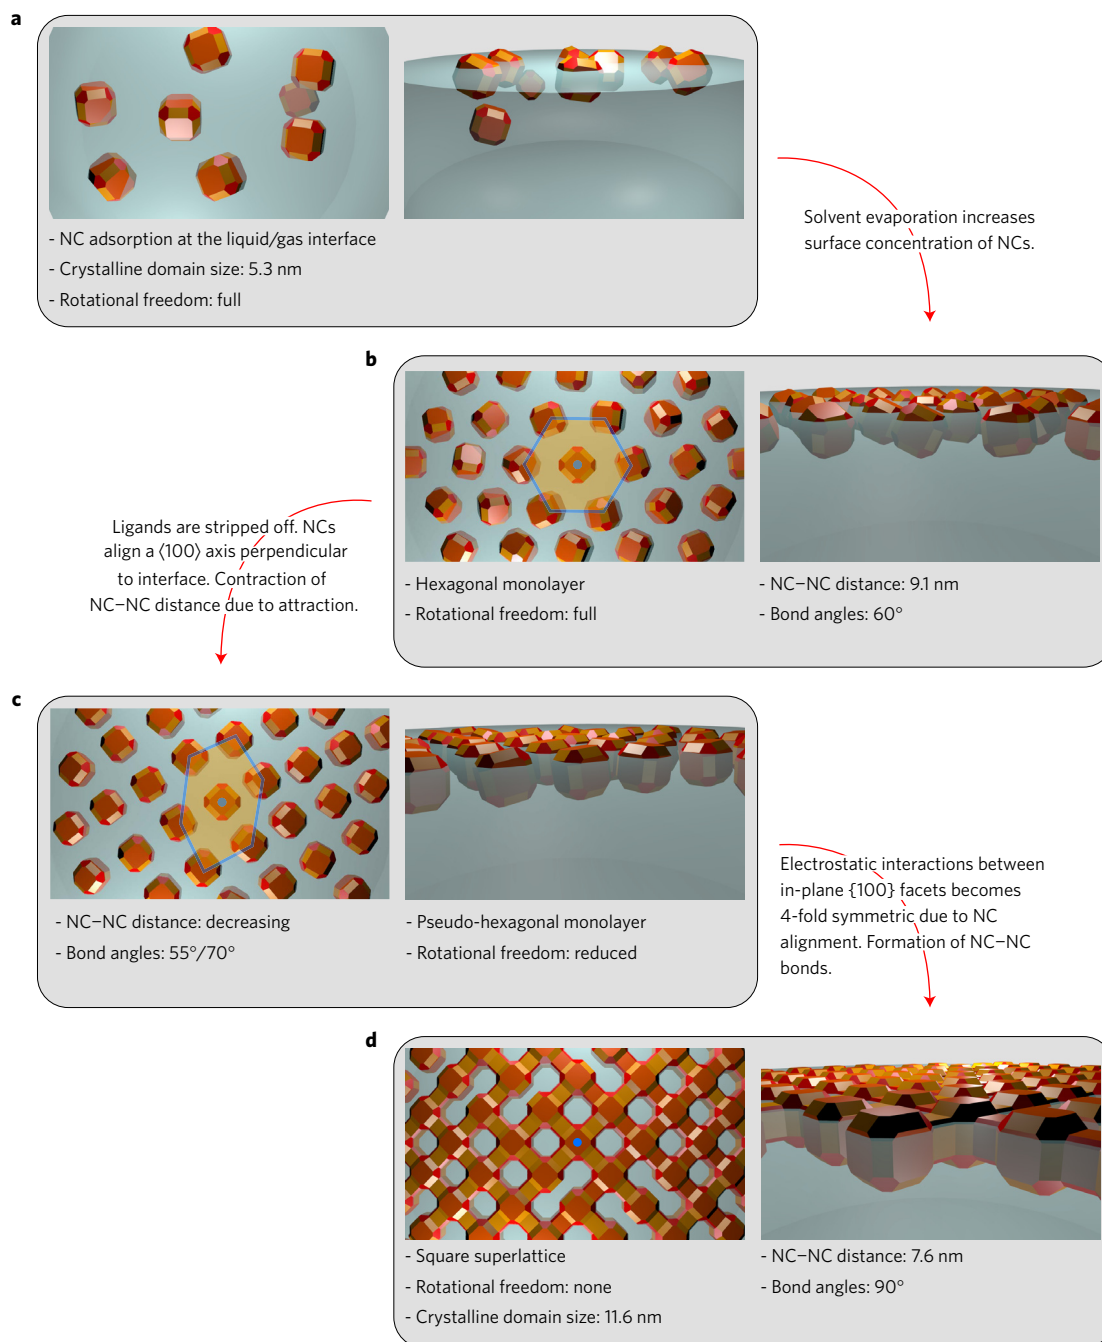 a
- NC adsorption at the liquid/gas interface
- Crystalline domain size: 5.3 nm
- Rotational freedom: full
Solvent evaporation increases
surface concentration of NCs.
b
- Hexagonal monolayer
- Rotational freedom: full
- NC–NC distance: 9.1 nm
- Bond angles: 60°
Ligands are stripped off. NCs
align a ⟨100⟩ axis perpendicular
to interface. Contraction of
NC–NC distance due to attraction.
c
- NC–NC distance: decreasing
- Bond angles: 55°/70°
- Pseudo-hexagonal monolayer
- Rotational freedom: reduced
Electrostatic interactions between
in-plane {100} facets becomes
4-fold symmetric due to NC
alignment. Formation of NC–NC
bonds.
d
- Square superlattice
- Rotational freedom: none
- Crystalline domain size: 11.6 nm
- NC–NC distance: 7.6 nm
- Bond angles: 90°